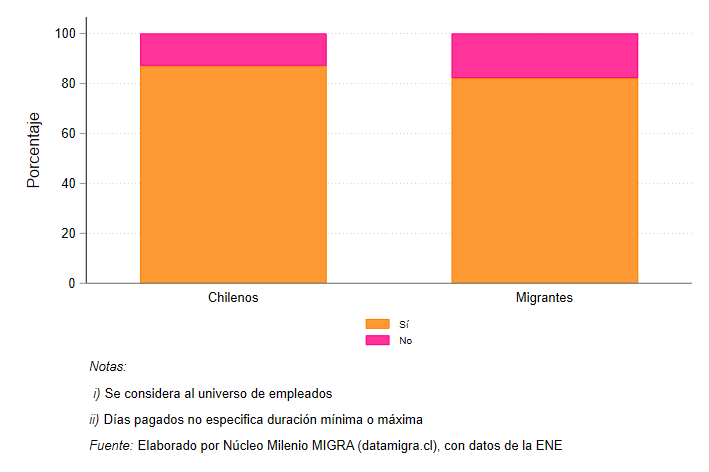 Porcentaje
100
80
60
40
20
0
Chilenos
Migrantes
Sí
No
Notas:
i) Se considera al universo de empleados
ii) Días pagados no especifica duración mínima o máxima
Fuente: Elaborado por Núcleo Milenio MIGRA (datamigra.cl), con datos de la ENE